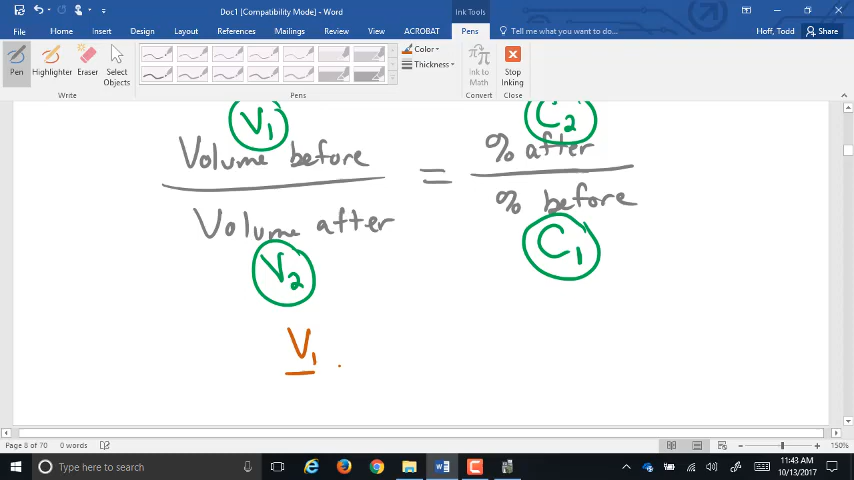 Doc1 [Compatibility Mode] - Word
Ink Tools
Hoff, Todd
File Home Insert Design Layout References Mailings Review View ACROBAT Pens Tell me what you want to do... Share
Pen Highlighter Eraser Select Objects
Color
Thickness
Ink to Math
Stop Inking
Write Pens Convert Close
V1 C2
Volume before = % after
Volume after % before
V2 C1
V1
Page 8 of 70 0 words 150%
Type here to search
11:43 AM
10/13/2017